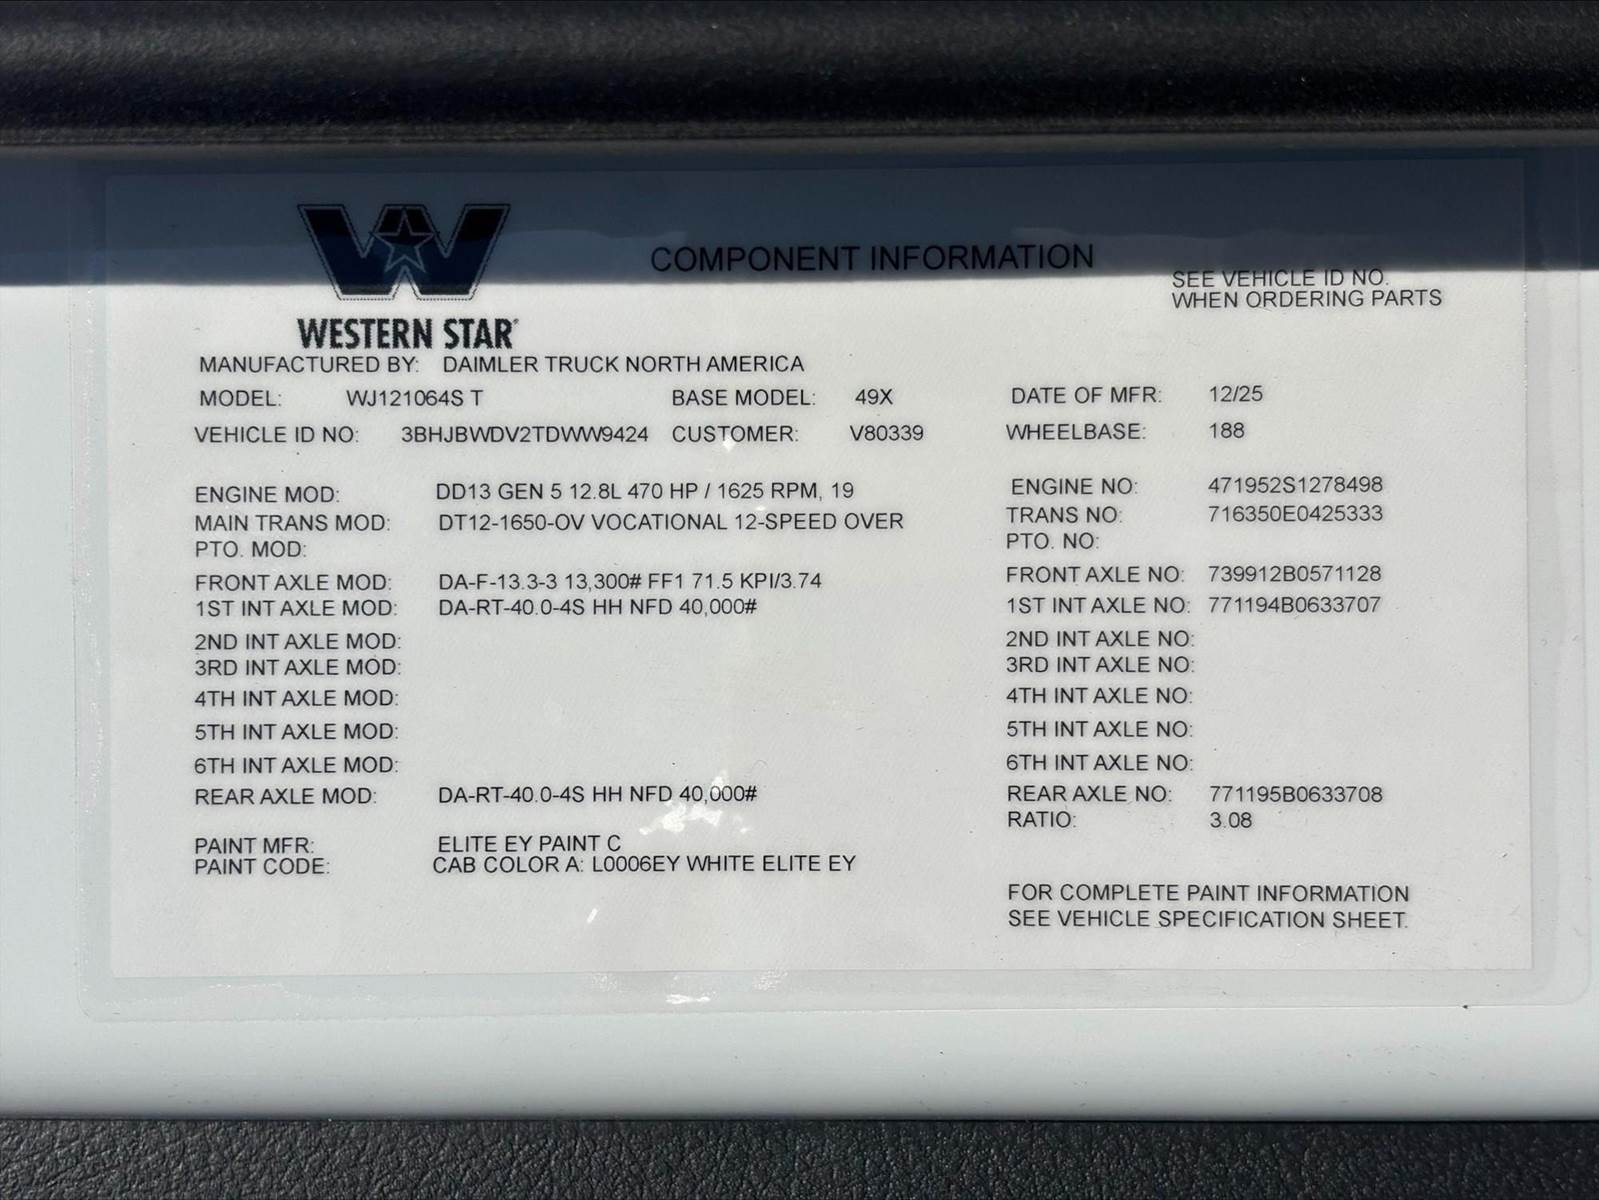 COMPONENT INFORMATION
SEE VEHICLE ID NO.
WHEN ORDERING PARTS
WESTERN STAR
MANUFACTURED BY: DAIMLER TRUCK NORTH AMERICA
MODEL: WJ121064S T BASE MODEL: 49X DATE OF MFR: 12/25
VEHICLE ID NO: 3BHJBWDV2TDWW9424 CUSTOMER: V80339 WHEELBASE: 188
ENGINE MOD: DD13 GEN 5 12.8L 470 HP / 1625 RPM, 19 ENGINE NO: 471952S1278498
MAIN TRANS MOD: DT12-1650-OV VOCATIONAL 12-SPEED OVER TRANS NO: 716350E0425333
PTO. MOD: PTO. NO:
FRONT AXLE MOD: DA-F-13.3-3 13,300# FF1 71.5 KPI/3.74 FRONT AXLE NO: 739912B0571128
1ST INT AXLE MOD: DA-RT-40.0-4S HH NFD 40,000# 1ST INT AXLE NO: 771194B0633707
2ND INT AXLE MOD: 2ND INT AXLE NO:
3RD INT AXLE MOD: 3RD INT AXLE NO:
4TH INT AXLE MOD: 4TH INT AXLE NO:
5TH INT AXLE MOD: 5TH INT AXLE NO:
6TH INT AXLE MOD: 6TH INT AXLE NO:
REAR AXLE MOD: DA-RT-40.0-4S HH NFD 40,000# REAR AXLE NO: 771195B0633708
RATIO: 3.08
PAINT MFR: ELITE EY PAINT C
PAINT CODE: CAB COLOR A: L0006EY WHITE ELITE EY
FOR COMPLETE PAINT INFORMATION
SEE VEHICLE SPECIFICATION SHEET.